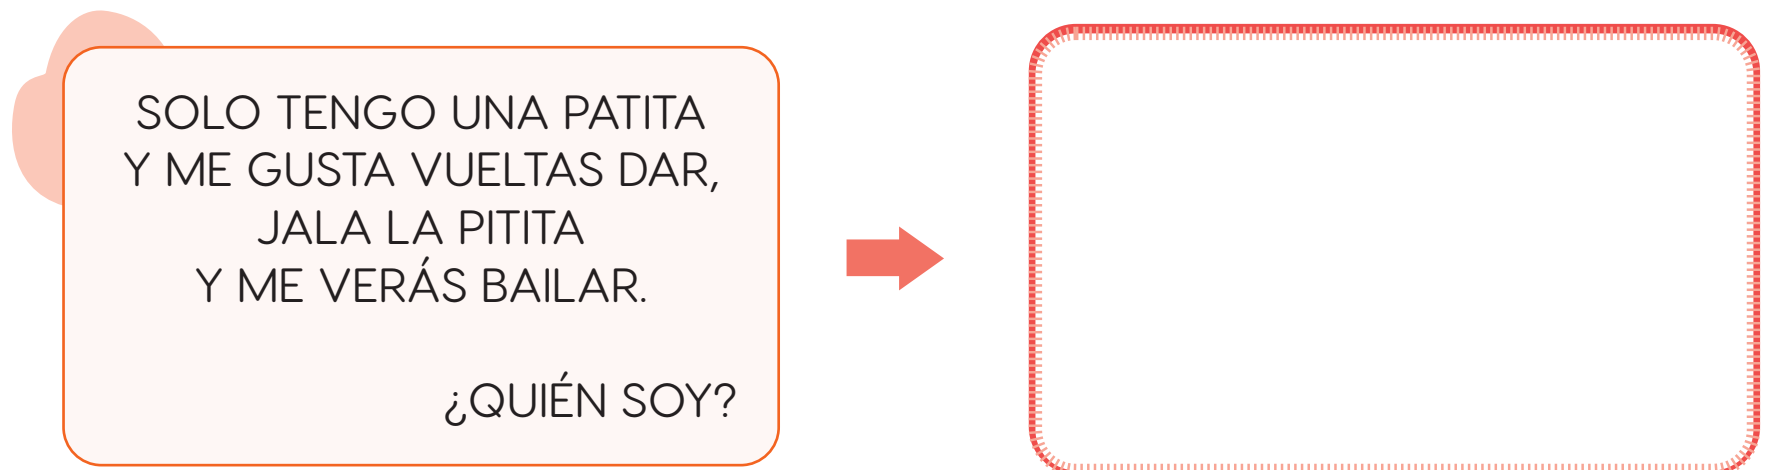 SOLO TENGO UNA PATITA
Y ME GUSTA VUELTAS DAR,
JALA LA PITITA
Y ME VERÁS BAILAR.
¿QUIÉN SOY?